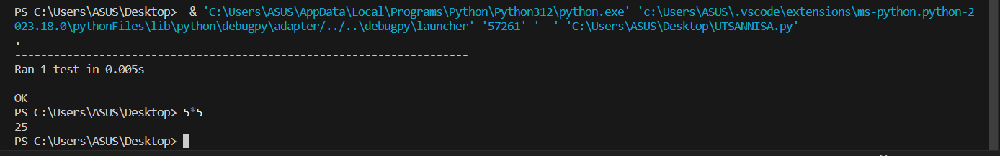 PS C:\Users\ASUS\Desktop>  & 'C:\Users\ASUS\AppData\Local\Programs\Python\Python312\python.exe' 'c:\Users\ASUS\.vscode\extensions\ms-python.python-2
023.18.0\pythonFiles\lib\python\debugpy\adapter/../..\debugpy\launcher' '57261' '--' 'C:\Users\ASUS\Desktop\UTSANNISA.py'
.
----------------------------------------------------------------------
Ran 1 test in 0.005s
OK
PS C:\Users\ASUS\Desktop> 5*5
25
PS C:\Users\ASUS\Desktop>